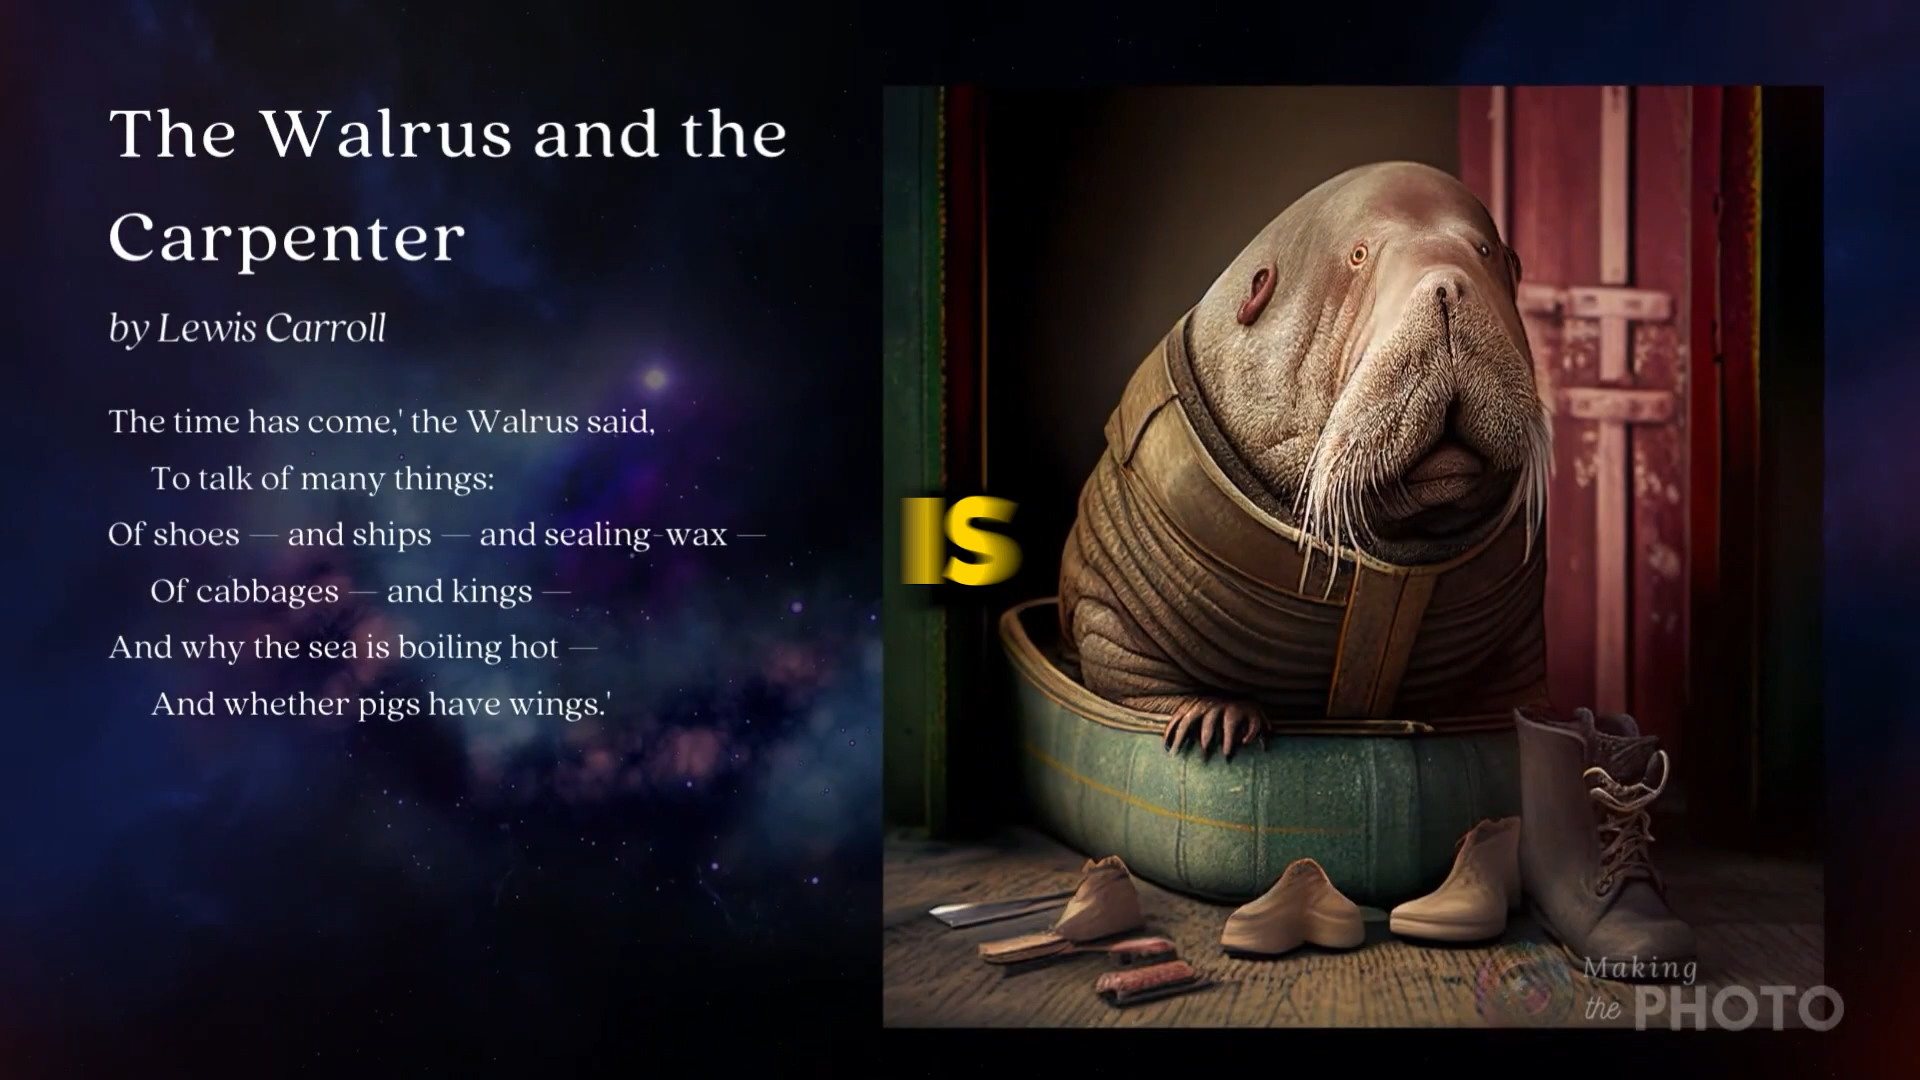 The Walrus and the
Carpenter
by Lewis Carroll
The time has come,' the Walrus said,
To talk of many things:
Of shoes — and ships — and sealing-wax —
Of cabbages — and kings —
And why the sea is boiling hot —
And whether pigs have wings.'
IS
Making
the PHOTO